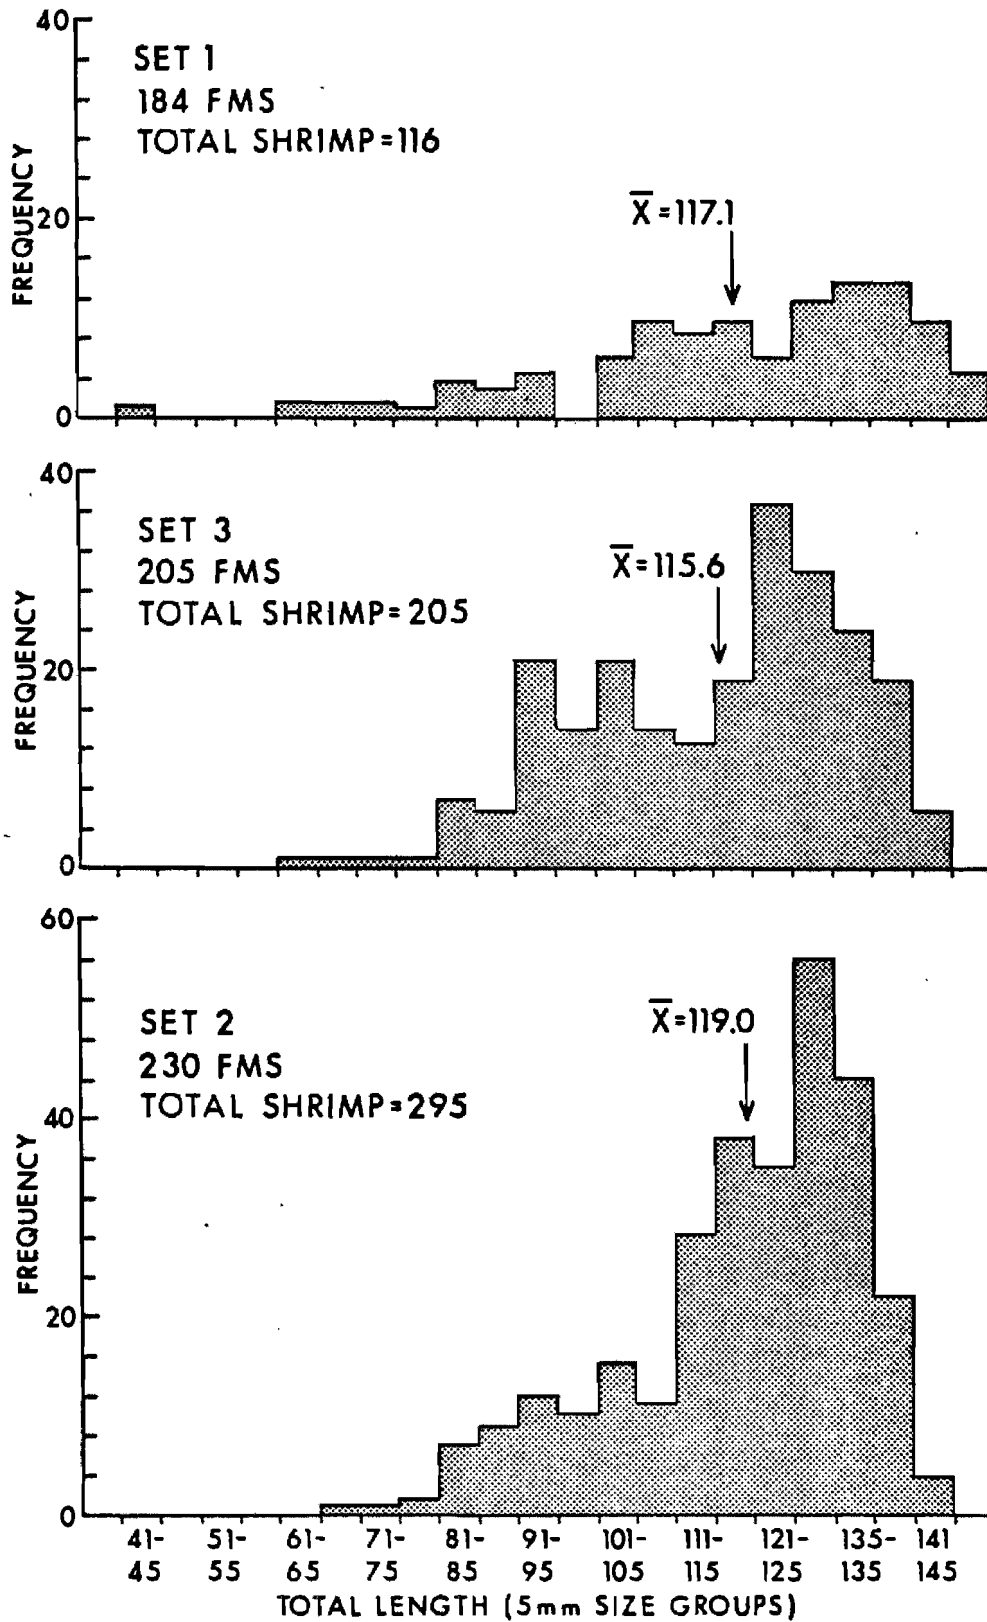 40
SET 1
184 FMS
TOTAL SHRIMP=116
X=117.1
20
FREQUENCY
0
40
SET 3
205 FMS
TOTAL SHRIMP=205
X=115.6
20
FREQUENCY
0
60
SET 2
230 FMS
TOTAL SHRIMP=295
X=119.0
40
FREQUENCY
20
0
41- 51- 61- 71- 81- 91- 101- 111- 121- 135- 141
45 55 65 75 85 95 105 115 125 135 145
TOTAL LENGTH (5mm SIZE GROUPS)